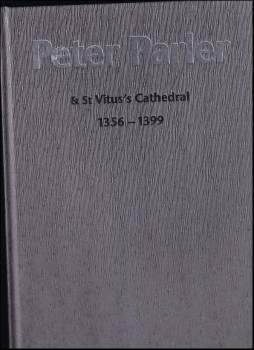 Peter Parler
& St Vitus's Cathedral
1356 – 1399